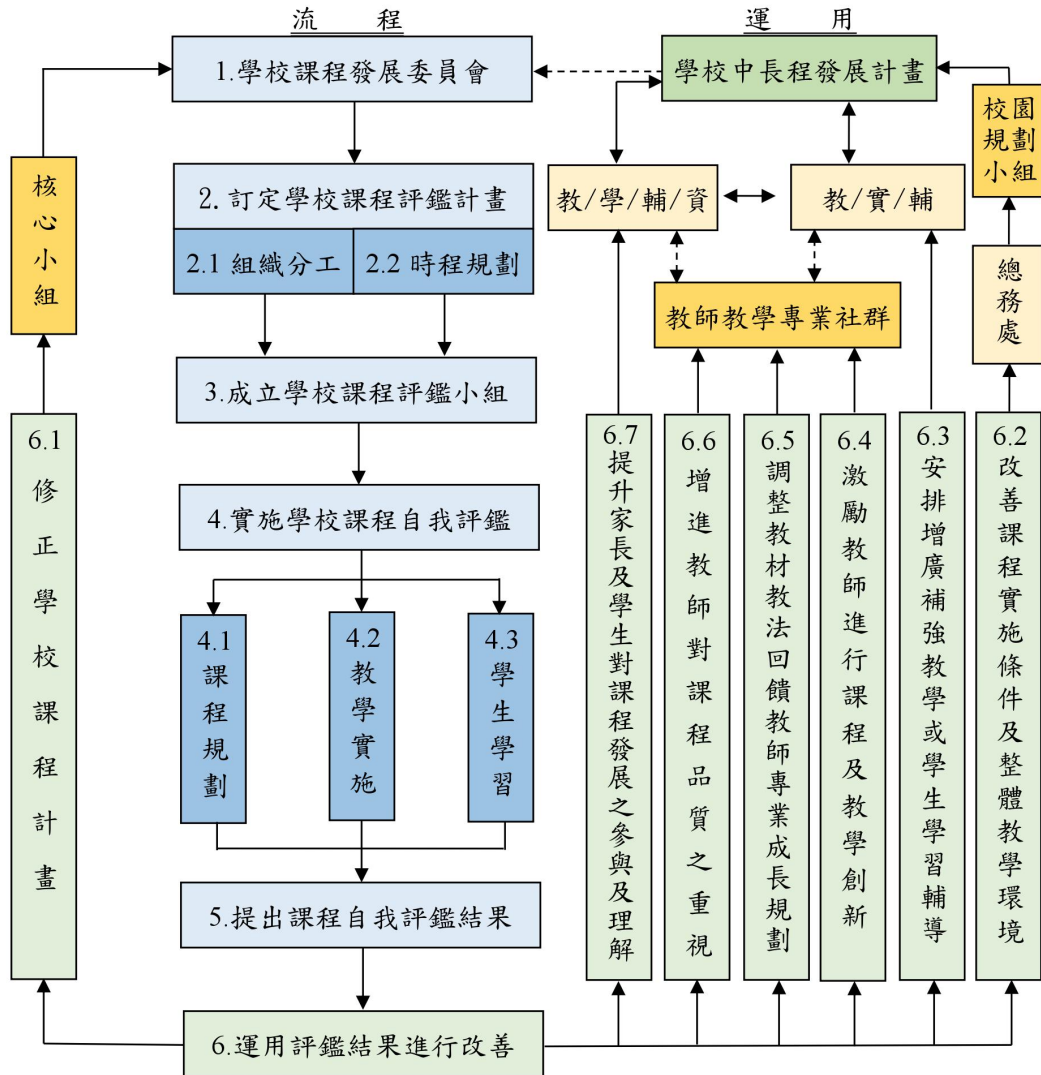 流程
運用
1.學校課程發展委員會
學校中長程發展計畫
校園
規劃
小組
核心小組
2.訂定學校課程評鑑計畫
教/學/輔/資
教/實/輔
2.1 組織分工
2.2 時程規劃
總務處
教師教學專業社群
3.成立學校課程評鑑小組
6.1
修正學校課程計畫
6.7
提升家長及學生對課程發展之參與及理解
6.6
增進教師對課程品質之重視
6.5
調整教材教法回饋教師專業成長規劃
6.4
激勵教師進行課程及教學創新
6.3
安排增廣補強教學或學生學習輔導
6.2
改善課程實施條件及整體教學環境
4.實施學校課程自我評鑑
4.1
課程規劃
4.2
教學實施
4.3
學生學習
5.提出課程自我評鑑結果
6.運用評鑑結果進行改善